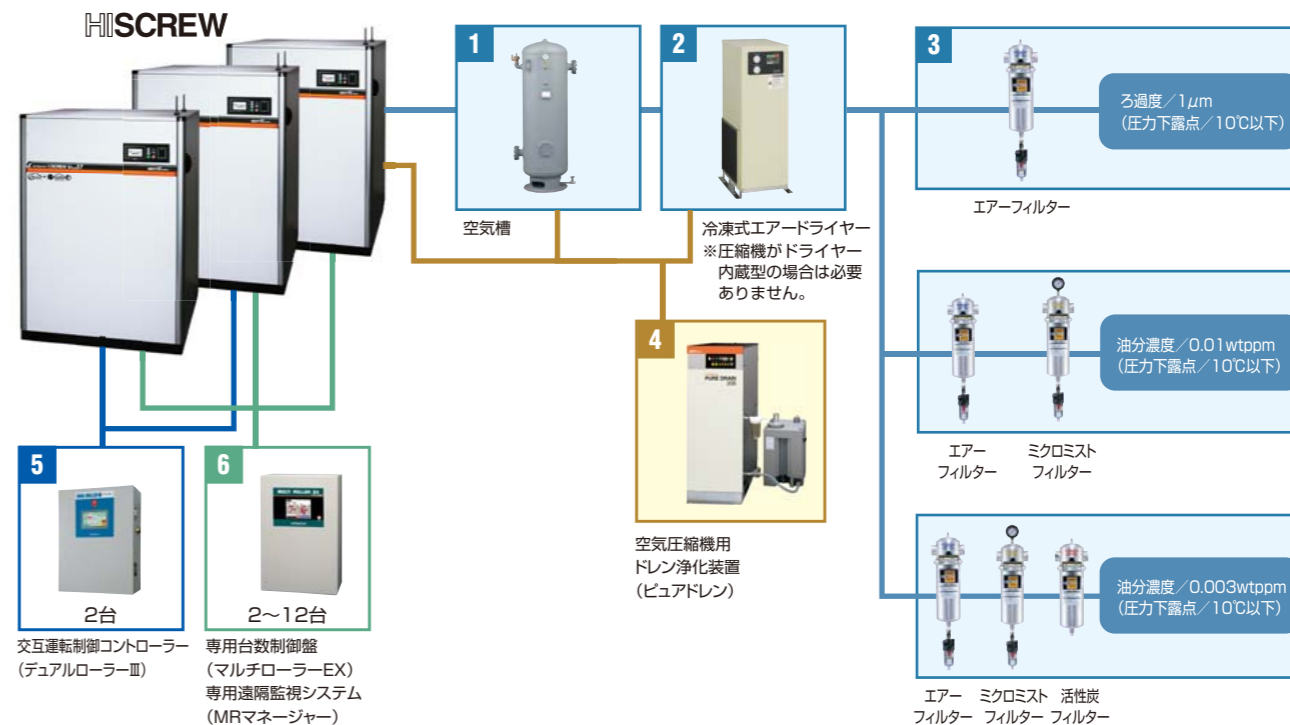 HISCREW
1
空気槽
2
冷凍式エアードライヤー
※圧縮機がドライヤー
内蔵型の場合は必要
ありません。
3
ろ過度／1μm
（圧力下露点／10℃以下）
エアーフィルター
油分濃度／0.01wtppm
（圧力下露点／10℃以下）
エアー
フィルター
ミクロミスト
フィルター
油分濃度／0.003wtppm
（圧力下露点／10℃以下）
エアー
フィルター
ミクロミスト
フィルター
活性炭
フィルター
4
PURE DRAIN
空気圧縮機用
ドレン浄化装置
（ピュアドレン）
5
2台
交互運転制御コントローラー
（デュアルローラーⅢ）
6
MULTI ROLLER EX
2～12台
専用台数制御盤
（マルチローラーEX）
専用遠隔監視システム
（MRマネージャー）